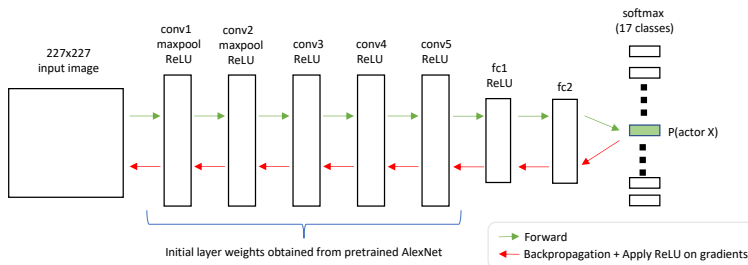 227x227
input image
conv1
maxpool
ReLU
conv2
maxpool
ReLU
conv3
ReLU
conv4
ReLU
conv5
ReLU
fc1
ReLU
fc2
softmax
(17 classes)
P(actor X)
Initial layer weights obtained from pretrained AlexNet
Forward
Backpropagation + Apply ReLU on gradients